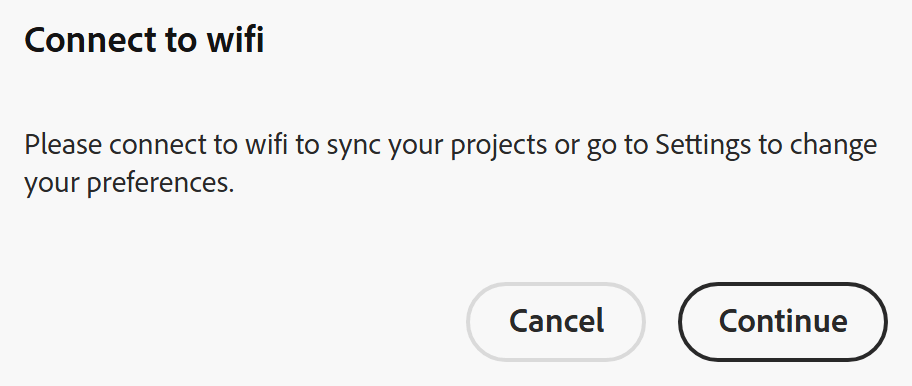 Connect to wifi
Please connect to wifi to sync your projects or go to Settings to change
your preferences.
Cancel Continue